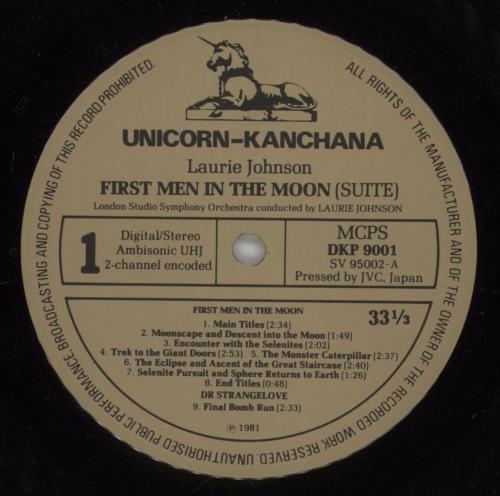 ALL RIGHTS OF THE MANUFACTURER AND OF THE OWNER OF THE RECORDED WORK RESERVED. UNAUTHORISED PUBLIC PERFORMANCE BROADCASTING AND COPYING OF THIS RECORD PROHIBITED.
UNICORN-KANCHANA
Laurie Johnson
FIRST MEN IN THE MOON (SUITE)
London Studio Symphony Orchestra conducted by LAURIE JOHNSON
1
Digital/Stereo
Ambisonic UHJ
2-channel encoded
MCPS
DKP 9001
SV 95002-A
Pressed by JVC, Japan
33 1/3
FIRST MEN IN THE MOON
1. Main Titles (2:34)
2. Moonscape and Descent into the Moon (1:49)
3. Encounter with the Selenites (2:02)
4. Trek to the Giant Doors (2:53) 5. The Monster Caterpillar (2:37)
6. The Eclipse and Ascent of the Great Staircase (2:40)
7. Selenite Pursuit and Sphere Returns to Earth (1:26)
8. End Titles (0:48)
DR STRANGELOVE
9. Final Bomb Run (2:33)
℗ 1981